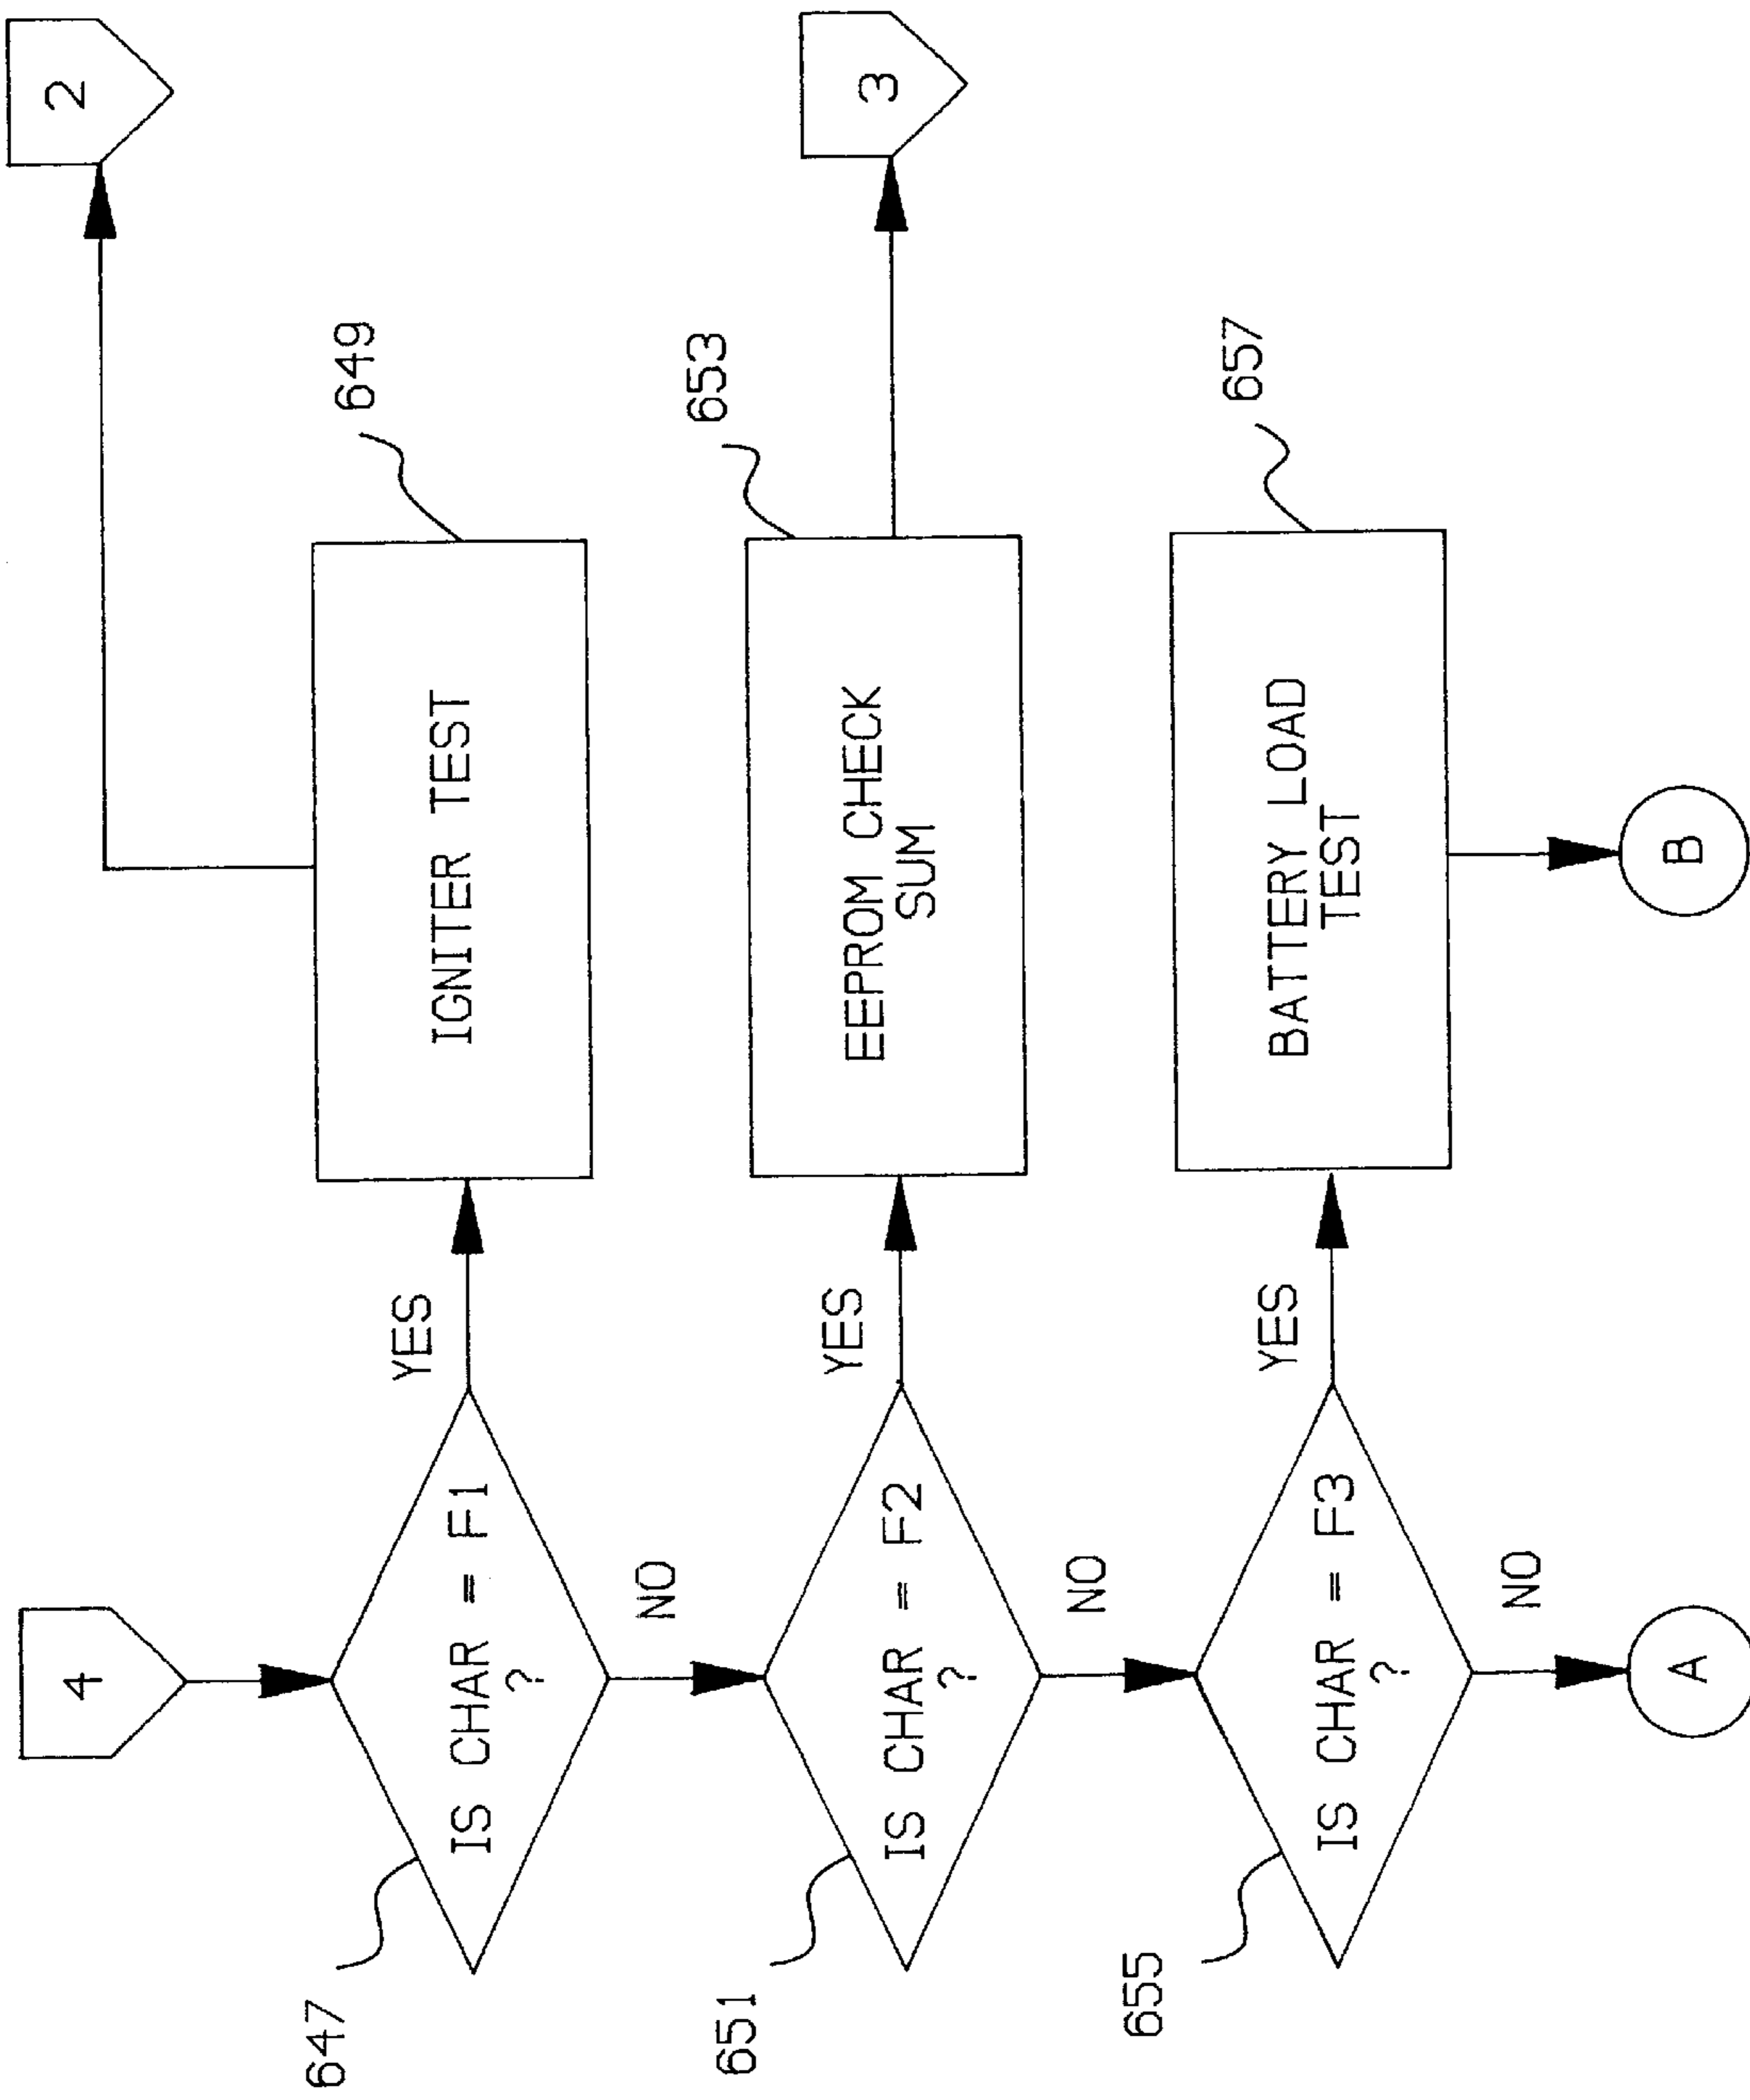 4
647
IS CHAR = F1
?
YES
IGNITER TEST
649
2
NO
651
IS CHAR = F2
?
YES
EEPROM CHECK
SUM
653
3
NO
655
IS CHAR = F3
?
YES
BATTERY LOAD
TEST
657
NO
A
B